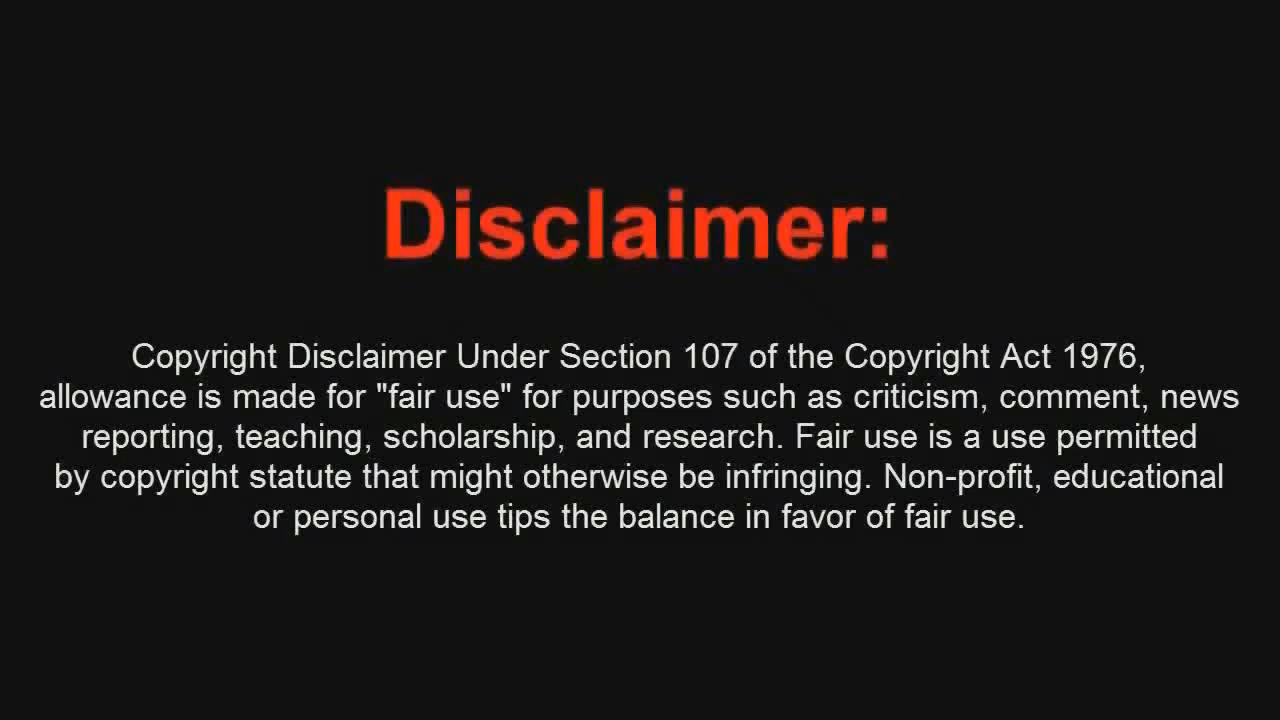 Disclaimer:
Copyright Disclaimer Under Section 107 of the Copyright Act 1976,
allowance is made for "fair use" for purposes such as criticism, comment, news
reporting, teaching, scholarship, and research. Fair use is a use permitted
by copyright statute that might otherwise be infringing. Non-profit, educational
or personal use tips the balance in favor of fair use.